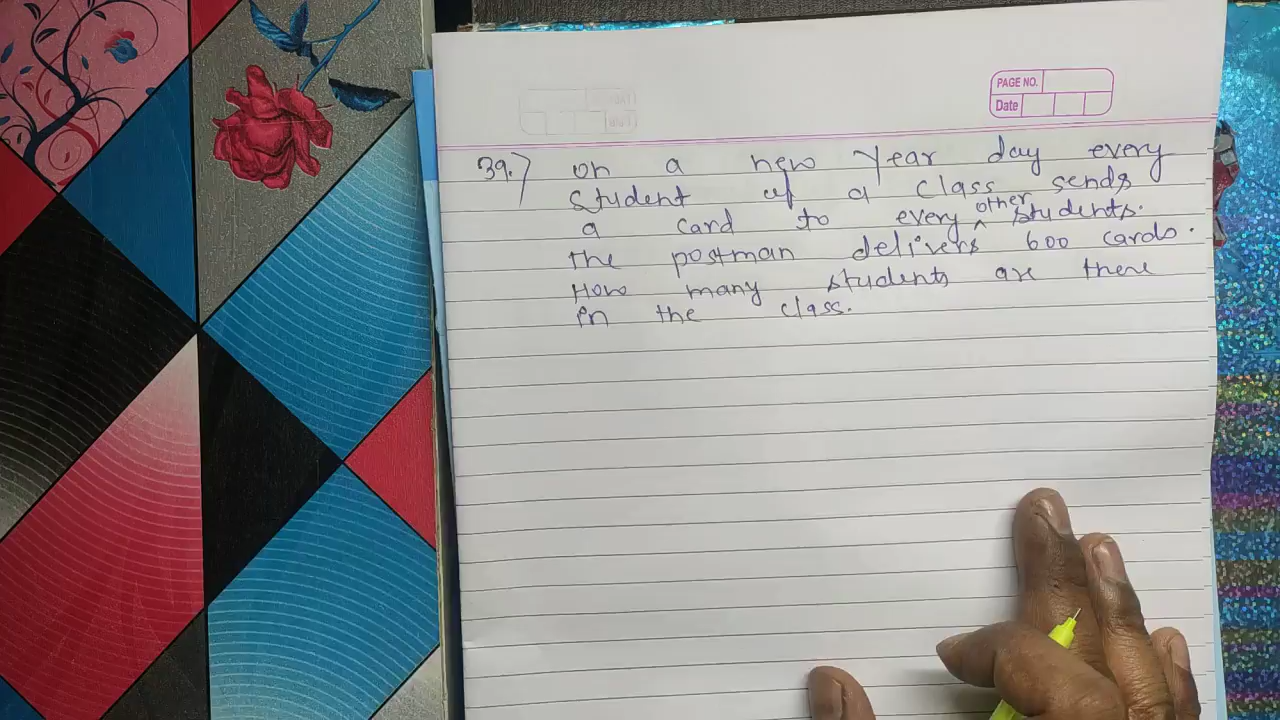 PAGE NO.
Date
39.) on a new Year day every
student of a class sends
a card to every other students.
the postman delivers 600 cards.
How many students are there
in the class.